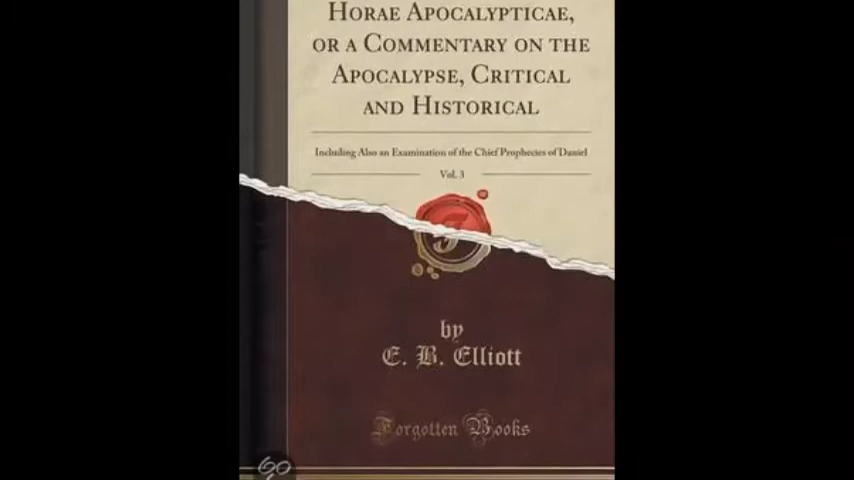 HORAE APOCALYPTICAE,
OR A COMMENTARY ON THE
APOCALYPSE, CRITICAL
AND HISTORICAL
Including Also an Examination of the Chief Prophecies of Daniel
Vol. 3
F
by
E. B. Elliott
Forgotten Books